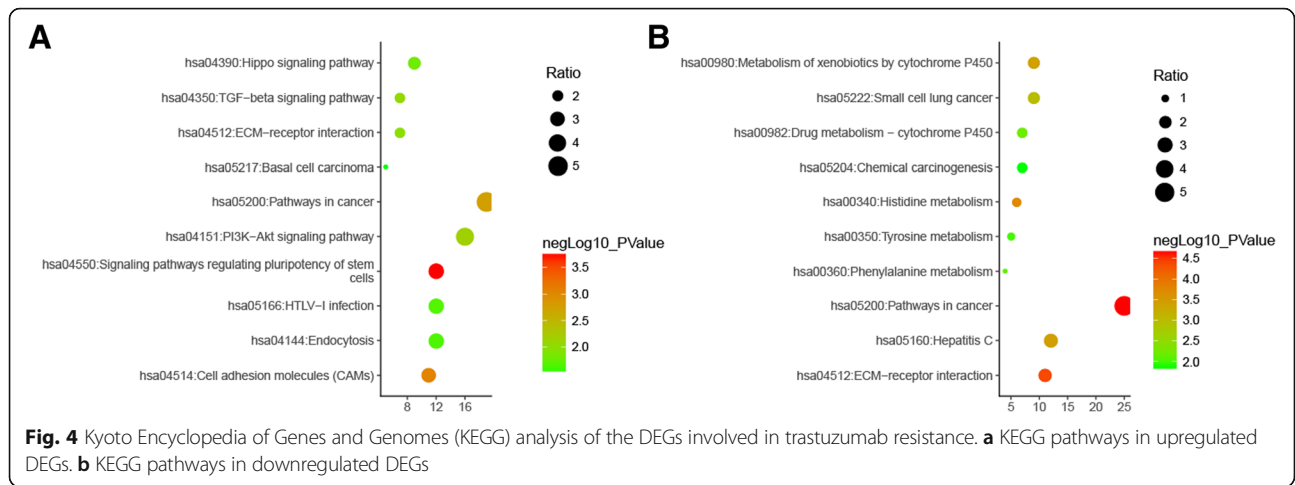 A
hsa04390:Hippo signaling pathway
hsa04350:TGF−beta signaling pathway
hsa04512:ECM−receptor interaction
hsa05217:Basal cell carcinoma
hsa05200:Pathways in cancer
hsa04151:PI3K−Akt signaling pathway
hsa04550:Signaling pathways regulating pluripotency of stem
cells
hsa05166:HTLV−I infection
hsa04144:Endocytosis
hsa04514:Cell adhesion molecules (CAMs)
8 12 16
Ratio
2
3
4
5
negLog10_PValue
3.5
3.0
2.5
2.0
B
hsa00980:Metabolism of xenobiotics by cytochrome P450
hsa05222:Small cell lung cancer
hsa00982:Drug metabolism − cytochrome P450
hsa05204:Chemical carcinogenesis
hsa00340:Histidine metabolism
hsa00350:Tyrosine metabolism
hsa00360:Phenylalanine metabolism
hsa05200:Pathways in cancer
hsa05160:Hepatitis C
hsa04512:ECM−receptor interaction
5 10 15 20 25
Ratio
1
2
3
4
5
negLog10_PValue
4.5
4.0
3.5
3.0
2.5
2.0
Fig. 4 Kyoto Encyclopedia of Genes and Genomes (KEGG) analysis of the DEGs involved in trastuzumab resistance. a KEGG pathways in upregulated
DEGs. b KEGG pathways in downregulated DEGs